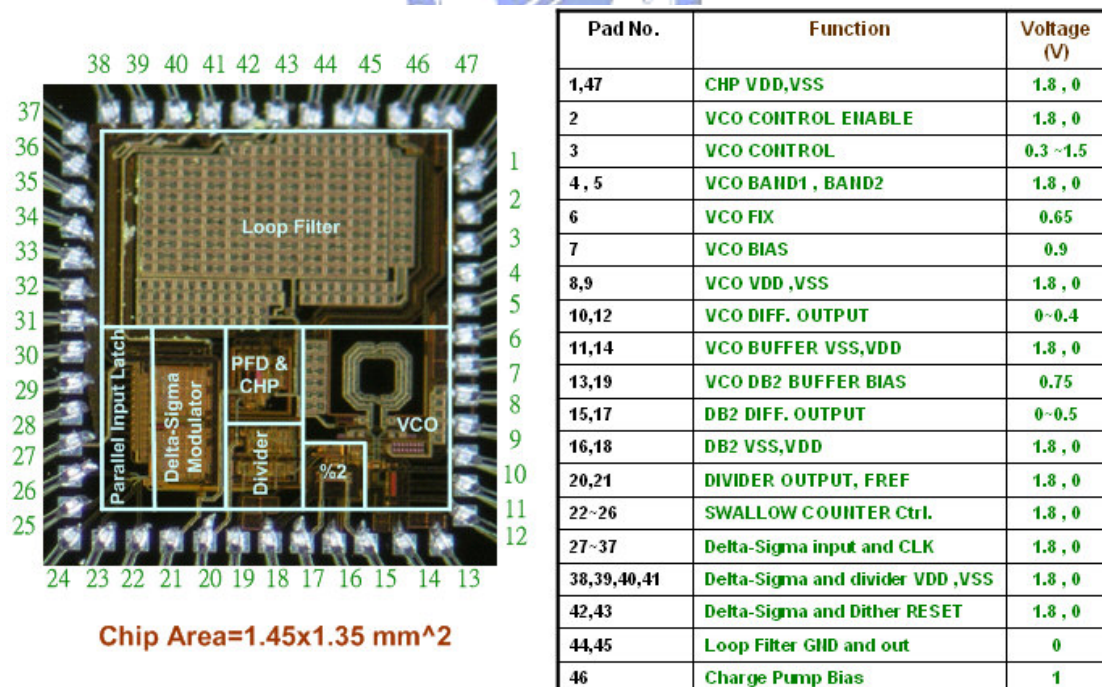 38 39 40 41 42 43 44 45 46 47
37
36
35
34
33
32
31
30
29
28
27
26
25
1
2
3
4
5
6
7
8
9
10
11
12
24 23 22 21 20 19 18 17 16 15 14 13
Loop Filter
Parallel Input Latch
Delta-Sigma
Modulator
PFD &
CHP
Divider
%2
VCO
Chip Area=1.45x1.35 mm^2
Pad No. Function Voltage
(V)
1,47 CHP VDD,VSS 1.8 , 0
2 VCO CONTROL ENABLE 1.8 , 0
3 VCO CONTROL 0.3 ~1.5
4 , 5 VCO BAND1 , BAND2 1.8 , 0
6 VCO FIX 0.65
7 VCO BIAS 0.9
8,9 VCO VDD ,VSS 1.8 , 0
10,12 VCO DIFF. OUTPUT 0~0.4
11,14 VCO BUFFER VSS,VDD 1.8 , 0
13,19 VCO DB2 BUFFER BIAS 0.75
15,17 DB2 DIFF. OUTPUT 0~0.5
16,18 DB2 VSS,VDD 1.8 , 0
20,21 DIVIDER OUTPUT, FREF 1.8 , 0
22~26 SWALLOW COUNTER Ctrl. 1.8 , 0
27~37 Delta-Sigma input and CLK 1.8 , 0
38,39,40,41 Delta-Sigma and divider VDD ,VSS 1.8 , 0
42,43 Delta-Sigma and Dither RESET 1.8 , 0
44,45 Loop Filter GND and out 0
46 Charge Pump Bias 1